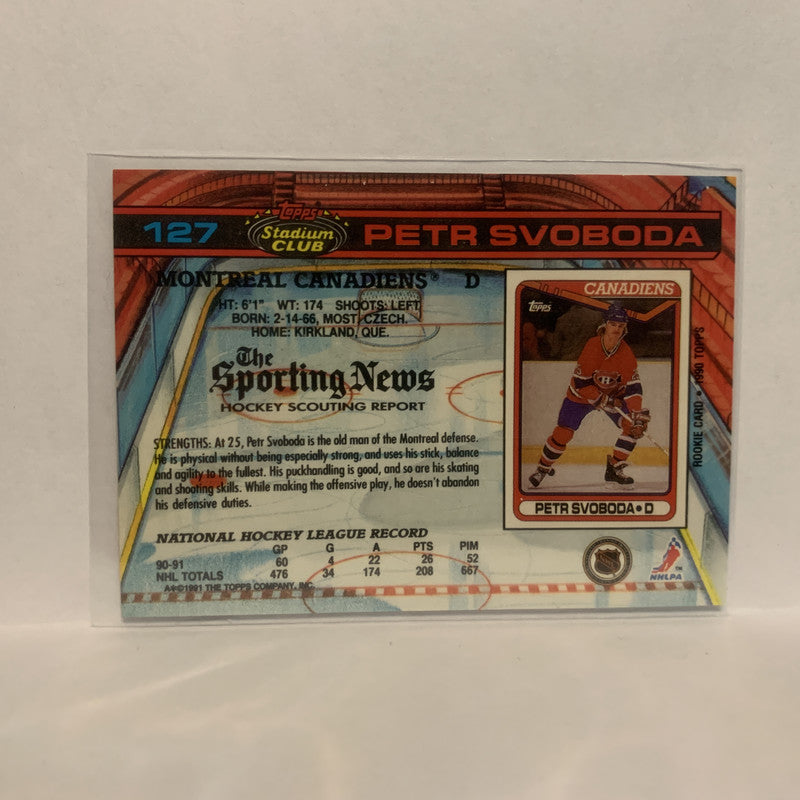 127 TOPPS Stadium CLUB PETR SVOBODA
MONTREAL CANADIENS® D
HT: 6'1" WT: 174 SHOOTS: LEFT
BORN: 2-14-66, MOST, CZECH.
HOME: KIRKLAND, QUE.
The
Sporting News
HOCKEY SCOUTING REPORT
STRENGTHS: At 25, Petr Svoboda is the old man of the Montreal defense.
He is physical without being especially strong, and uses his stick, balance
and agility to the fullest. His puckhandling is good, and so are his skating
and shooting skills. While making the offensive play, he doesn't abandon
his defensive duties.
NATIONAL HOCKEY LEAGUE RECORD
GP G A PTS PIM
90-91 60 4 22 26 52
NHL TOTALS 476 34 174 208 667
A*©1991 THE TOPPS COMPANY, INC.
CANADIENS
TOPPS
PETR SVOBODA • D
ROOKIE CARD • 1990 TOPPS
NHLPA™